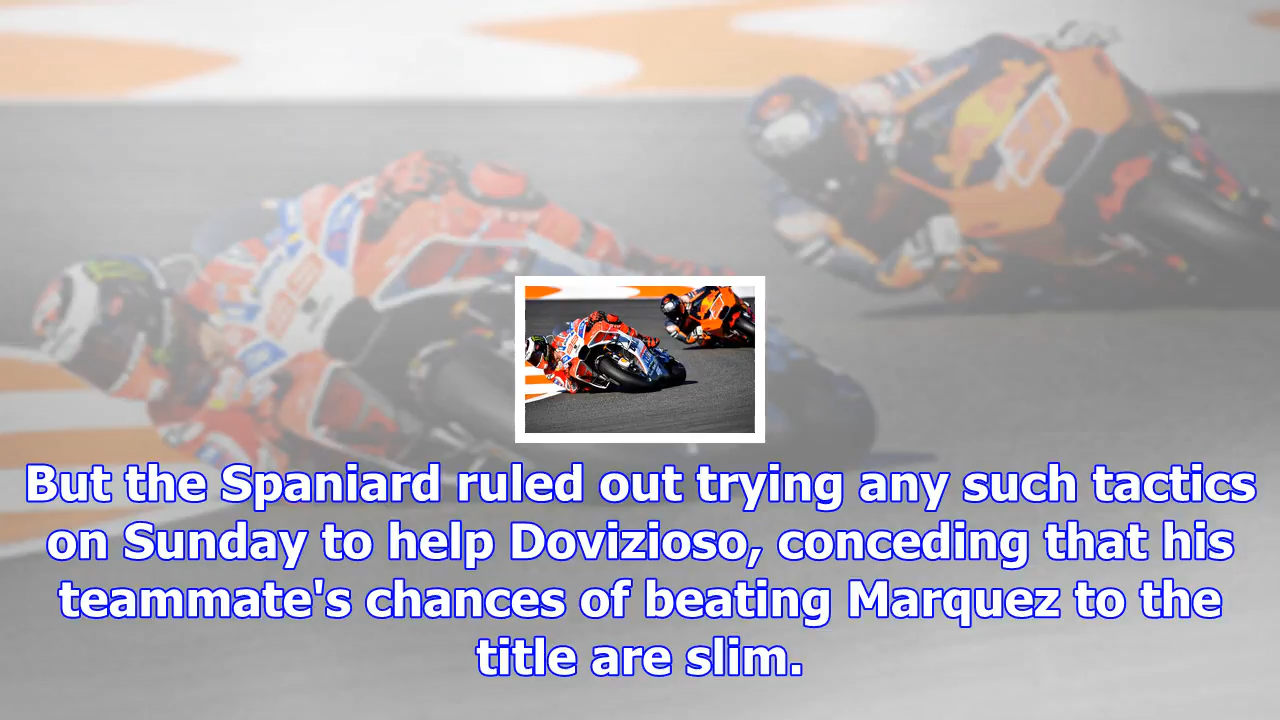 But the Spaniard ruled out trying any such tactics
on Sunday to help Dovizioso, conceding that his
teammate's chances of beating Marquez to the
title are slim.